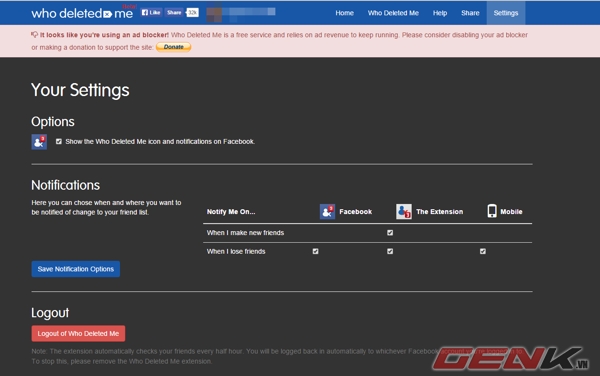 who deleted me
Like Share 32k
Home Who Deleted Me Help Share Settings
It looks like you're using an ad blocker! Who Deleted Me is a free service and relies on ad revenue to keep running. Please consider disabling your ad blocker
or making a donation to support the site: Donate
Your Settings
Options
Show the Who Deleted Me icon and notifications on Facebook.
Notifications
Here you can chose when and where you want to
be notified of change to your friend list.
Notify Me On... Facebook The Extension Mobile
When I make new friends
When I lose friends
Save Notification Options
Logout
Logout of Who Deleted Me
Note: The extension automatically checks your friends every half hour. You will be logged back in automatically to whichever Facebook
To stop this, please remove the Who Deleted Me extension.
GENK.VN